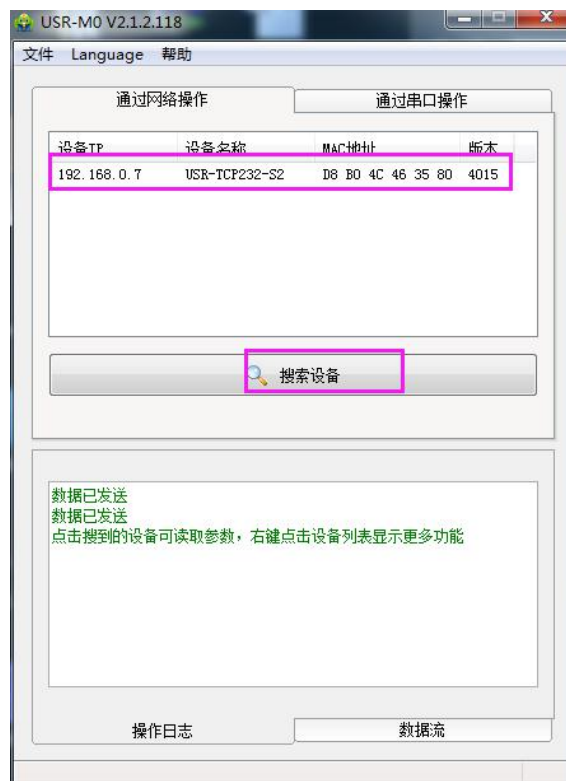 USR-M0 V2.1.2.118
文件 Language 帮助
通过网络操作 通过串口操作
设备IP 设备名称 MAC地址 版本
192.168.0.7 USR-TCP232-S2 D8 B0 4C 46 35 80 4015
搜索设备
数据已发送
数据已发送
点击搜到的设备可读取参数，右键点击设备列表显示更多功能
操作日志 数据流